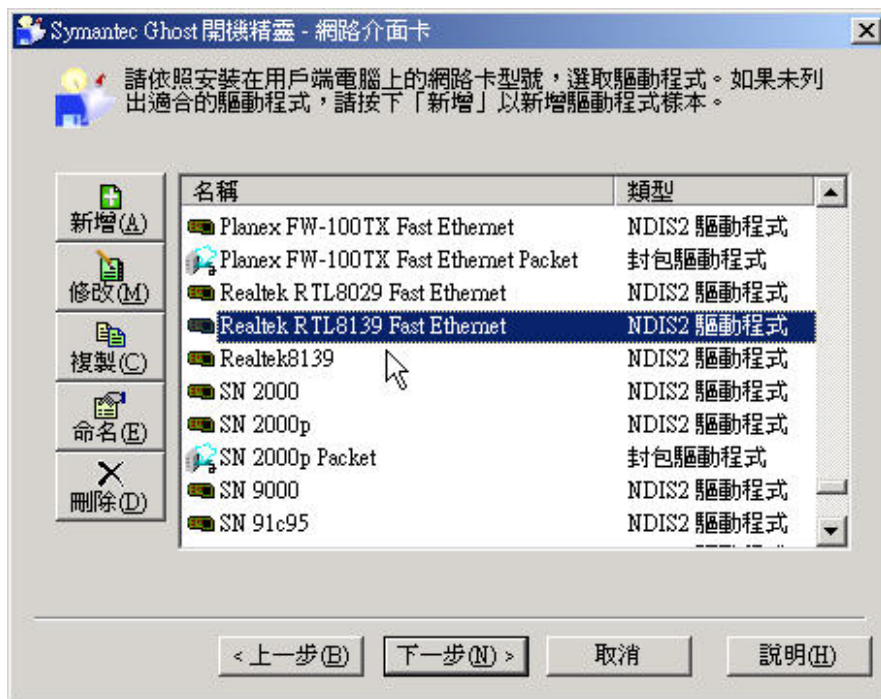 Symantec Ghost 開機精靈 - 網路介面卡
請依照安裝在用戶端電腦上的網路卡型號，選取驅動程式。如果未列
出適合的驅動程式，請按下「新增」以新增驅動程式樣本。
新增(A)
修改(M)
複製(C)
命名(E)
刪除(D)
名稱 類型
Planex FW-100TX Fast Ethernet NDIS2 驅動程式
Planex FW-100TX Fast Ethernet Packet 封包驅動程式
Realtek RTL8029 Fast Ethernet NDIS2 驅動程式
Realtek RTL8139 Fast Ethernet NDIS2 驅動程式
Realtek8139 NDIS2 驅動程式
SN 2000 NDIS2 驅動程式
SN 2000p NDIS2 驅動程式
SN 2000p Packet 封包驅動程式
SN 9000 NDIS2 驅動程式
SN 91c95 NDIS2 驅動程式
<上一步(B) 下一步(N)> 取消 說明(H)